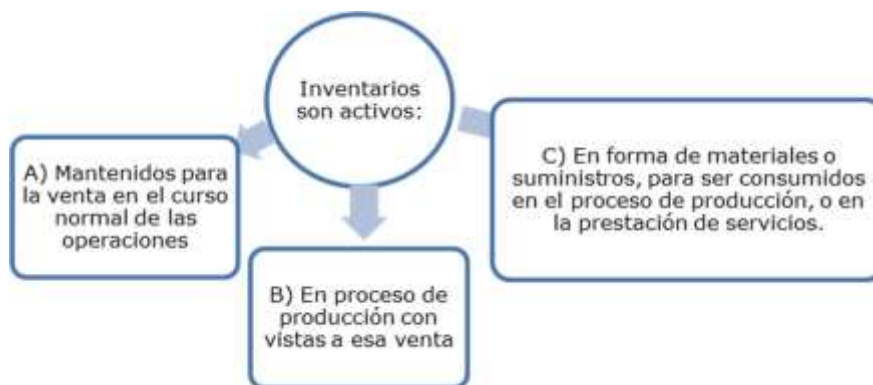 Inventarios
son activos:
A) Mantenidos para
la venta en el curso
normal de las
operaciones
B) En proceso de
producción con
vistas a esa venta
C) En forma de materiales o
suministros, para ser consumidos
en el proceso de producción, o en
la prestación de servicios.